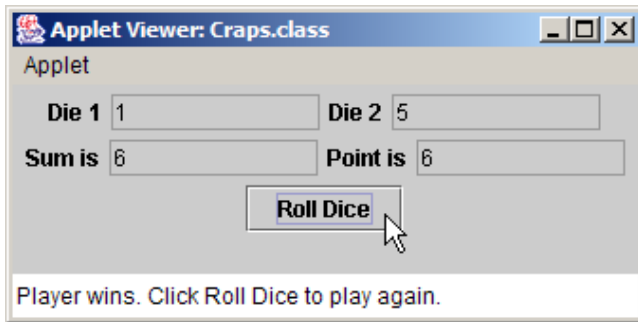 Applet Viewer: Craps.class
Applet
Die 1 1 Die 2 5
Sum is 6 Point is 6
Roll Dice
Player wins. Click Roll Dice to play again.